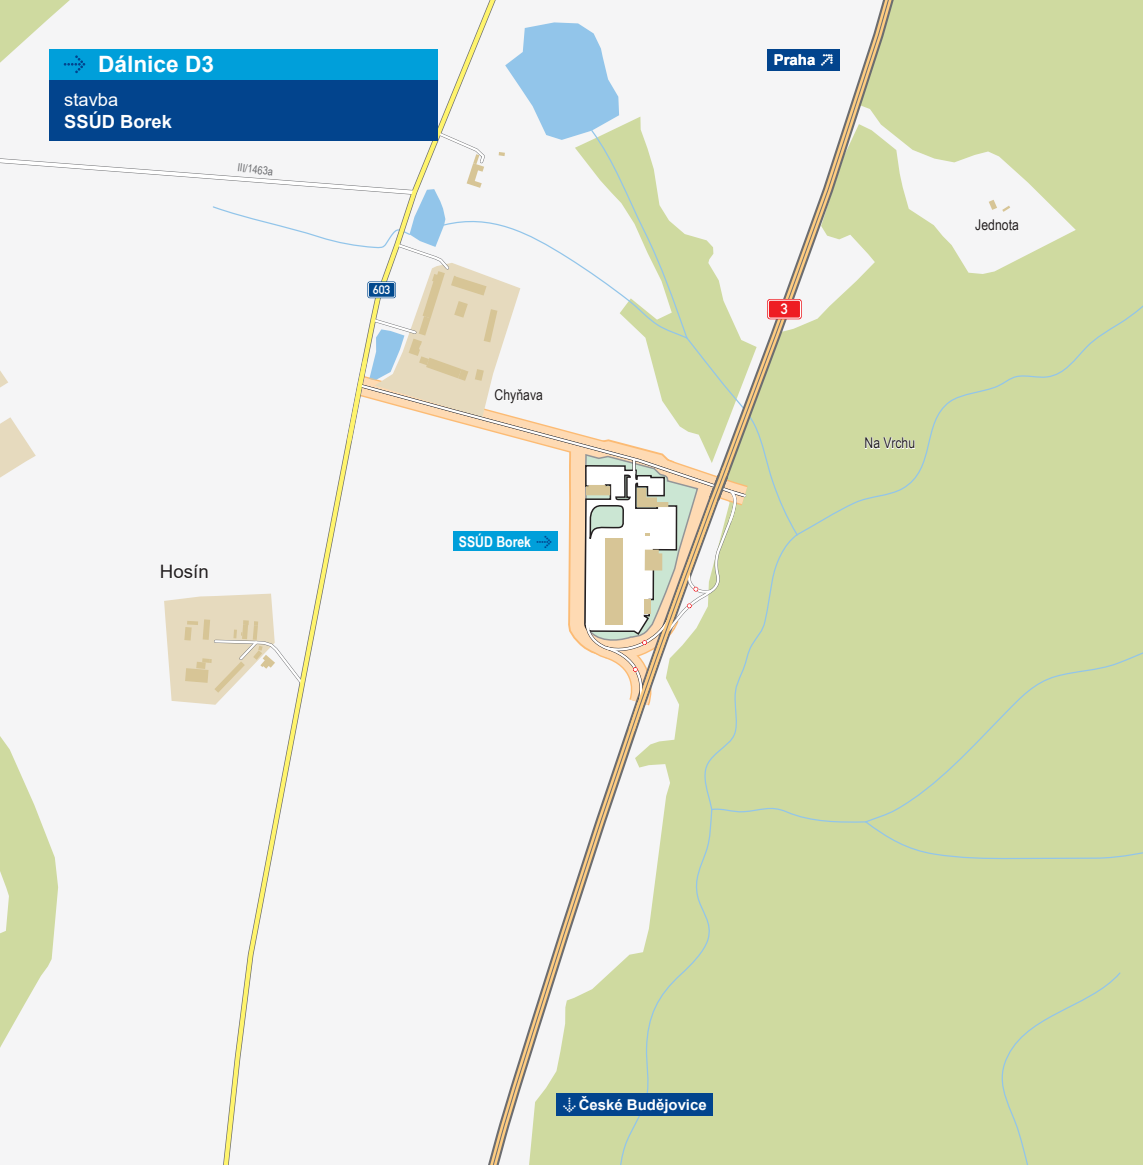 Dálnice D3
stavba
SSÚD Borek
Praha
III/1463a
Jednota
603
3
Chyňava
Na Vrchu
SSÚD Borek
Hosín
České Budějovice